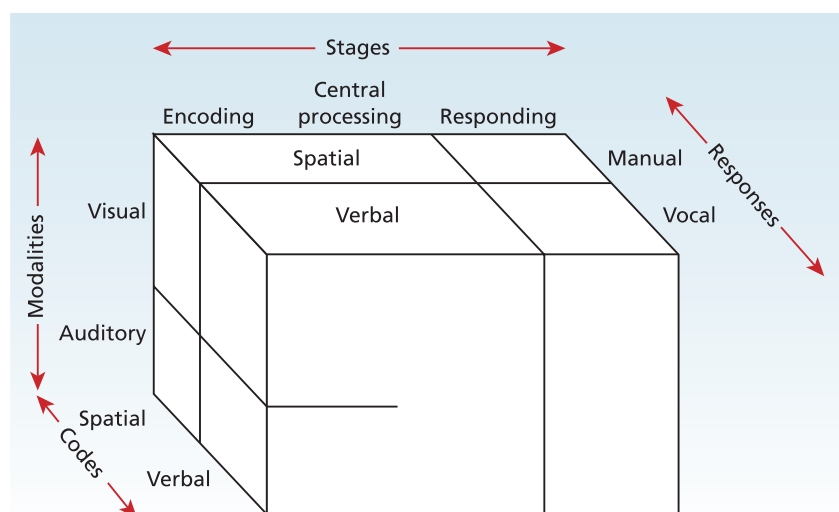 Stages
Central
Encoding processing Responding
Spatial
Manual
Verbal
Vocal
Responses
Visual
Modalities
Auditory
Spatial
Codes
Verbal